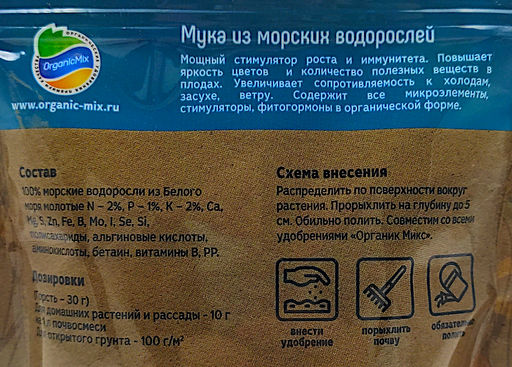 Мука из морских водорослей
Мощный стимулятор роста и иммунитета. Повышает
яркость цветов и количество полезных веществ в
плодах. Увеличивает сопротивляемость к холодам,
засухе, ветру. Содержит все микроэлементы,
стимуляторы, фитогормоны в органической форме.
OrganicMix
www.organic-mix.ru
Состав
100% морские водоросли из Белого
моря молотые N – 2%, P – 1%, K – 2%, Ca,
Mg, S, Zn, Fe, B, Mo, I, Se, Si,
полисахариды, альгиновые кислоты,
аминокислоты, бетаин, витамины B, PP.
Дозировки
(горсть – 30 г)
Для домашних растений и рассады – 10 г
на 1 л почвосмеси
Для открытого грунта – 100 г/м²
Схема внесения
Распределить по поверхности вокруг
растения. Прорыхлить на глубину до 5
см. Обильно полить. Совместим со всеми
удобрениями «Органик Микс».
внести
удобрение
порыхлить
почву
обязательно
полить